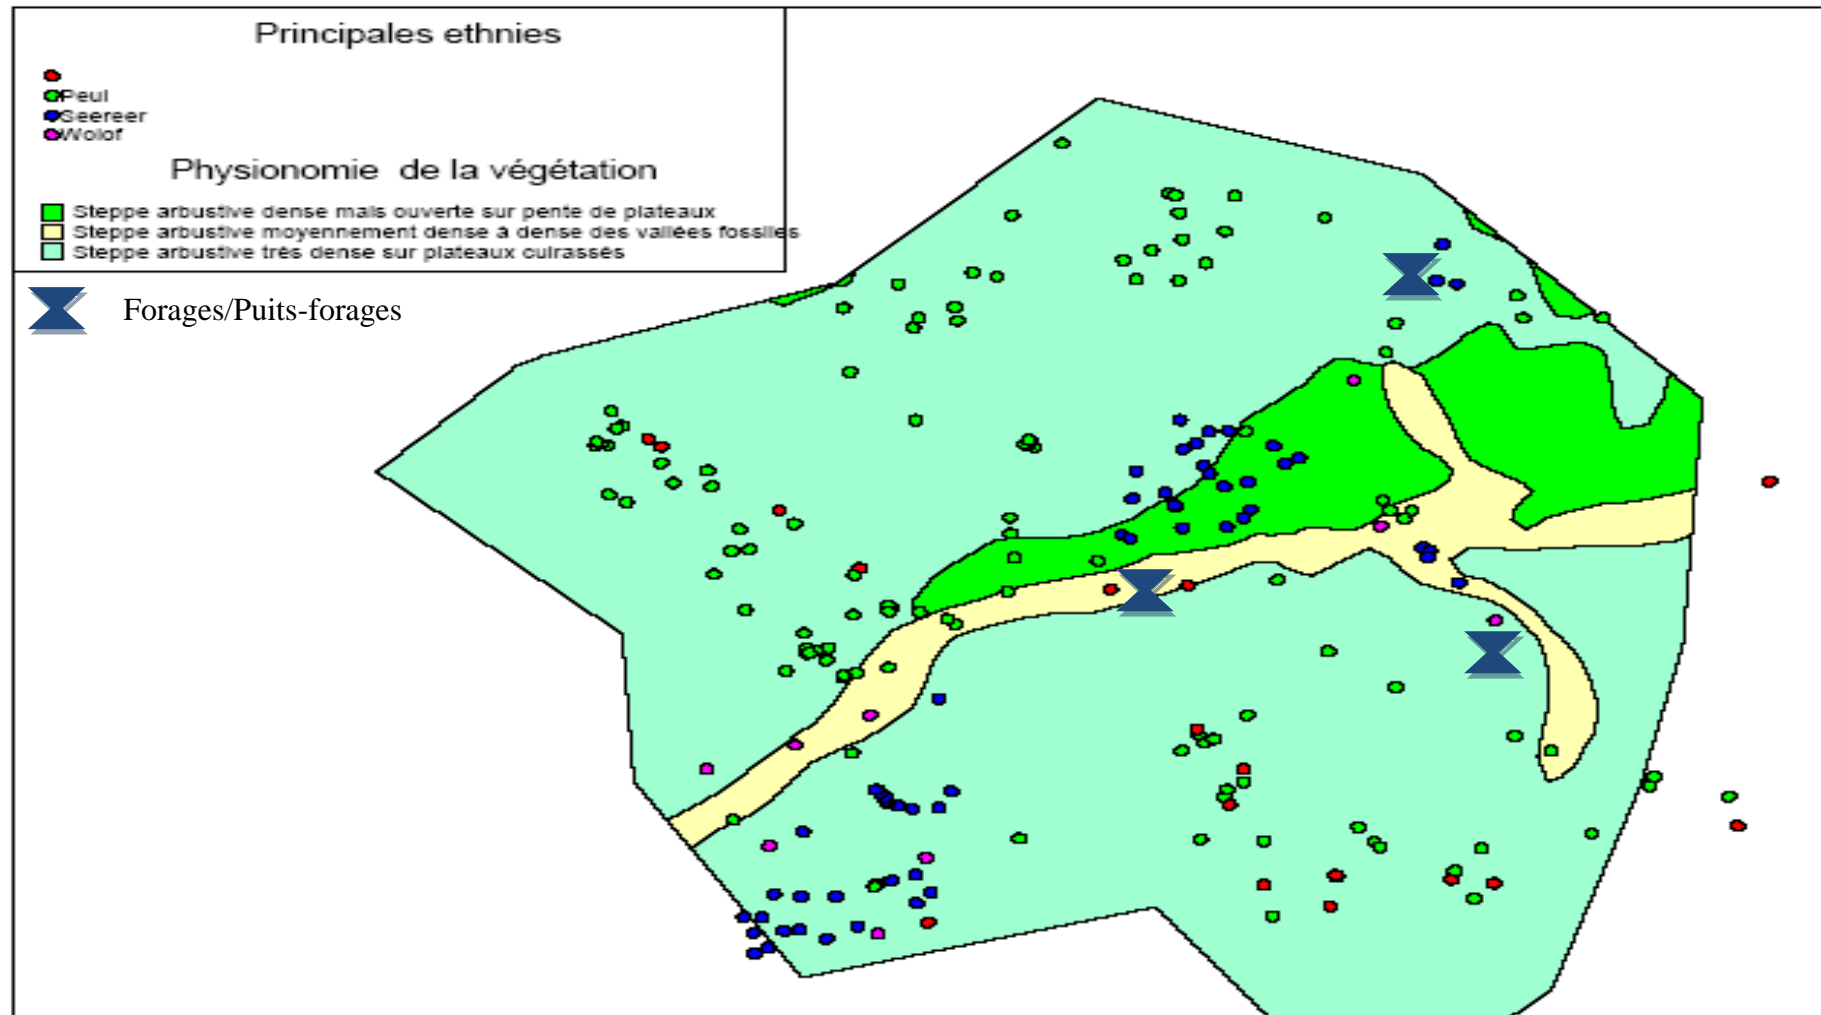 Principales ethnies
Peul
Seereer
Wolof
Physionomie de la végétation
Steppe arbustive dense mais ouverte sur pente de plateaux
Steppe arbustive moyennement dense à dense des vallées fossiles
Steppe arbustive très dense sur plateaux cuirassés
Forages/Puits-forages